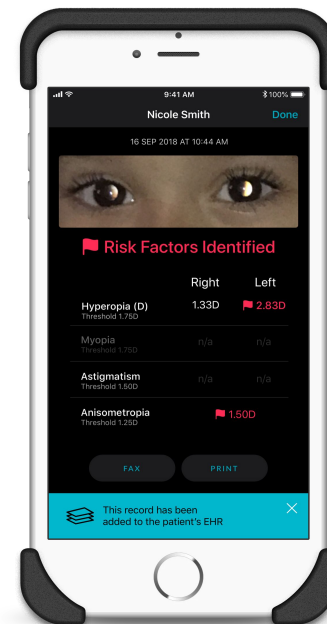 9:41 AM 100%
Nicole Smith Done
16 SEP 2018 AT 10:44 AM
Risk Factors Identified
Right Left
Hyperopia (D) 1.33D 2.83D
Threshold 1.75D
Myopia n/a n/a
Threshold 1.75D
Astigmatism n/a n/a
Threshold 1.50D
Anisometropia 1.50D
Threshold 1.25D
FAX PRINT
This record has been
added to the patient's EHR